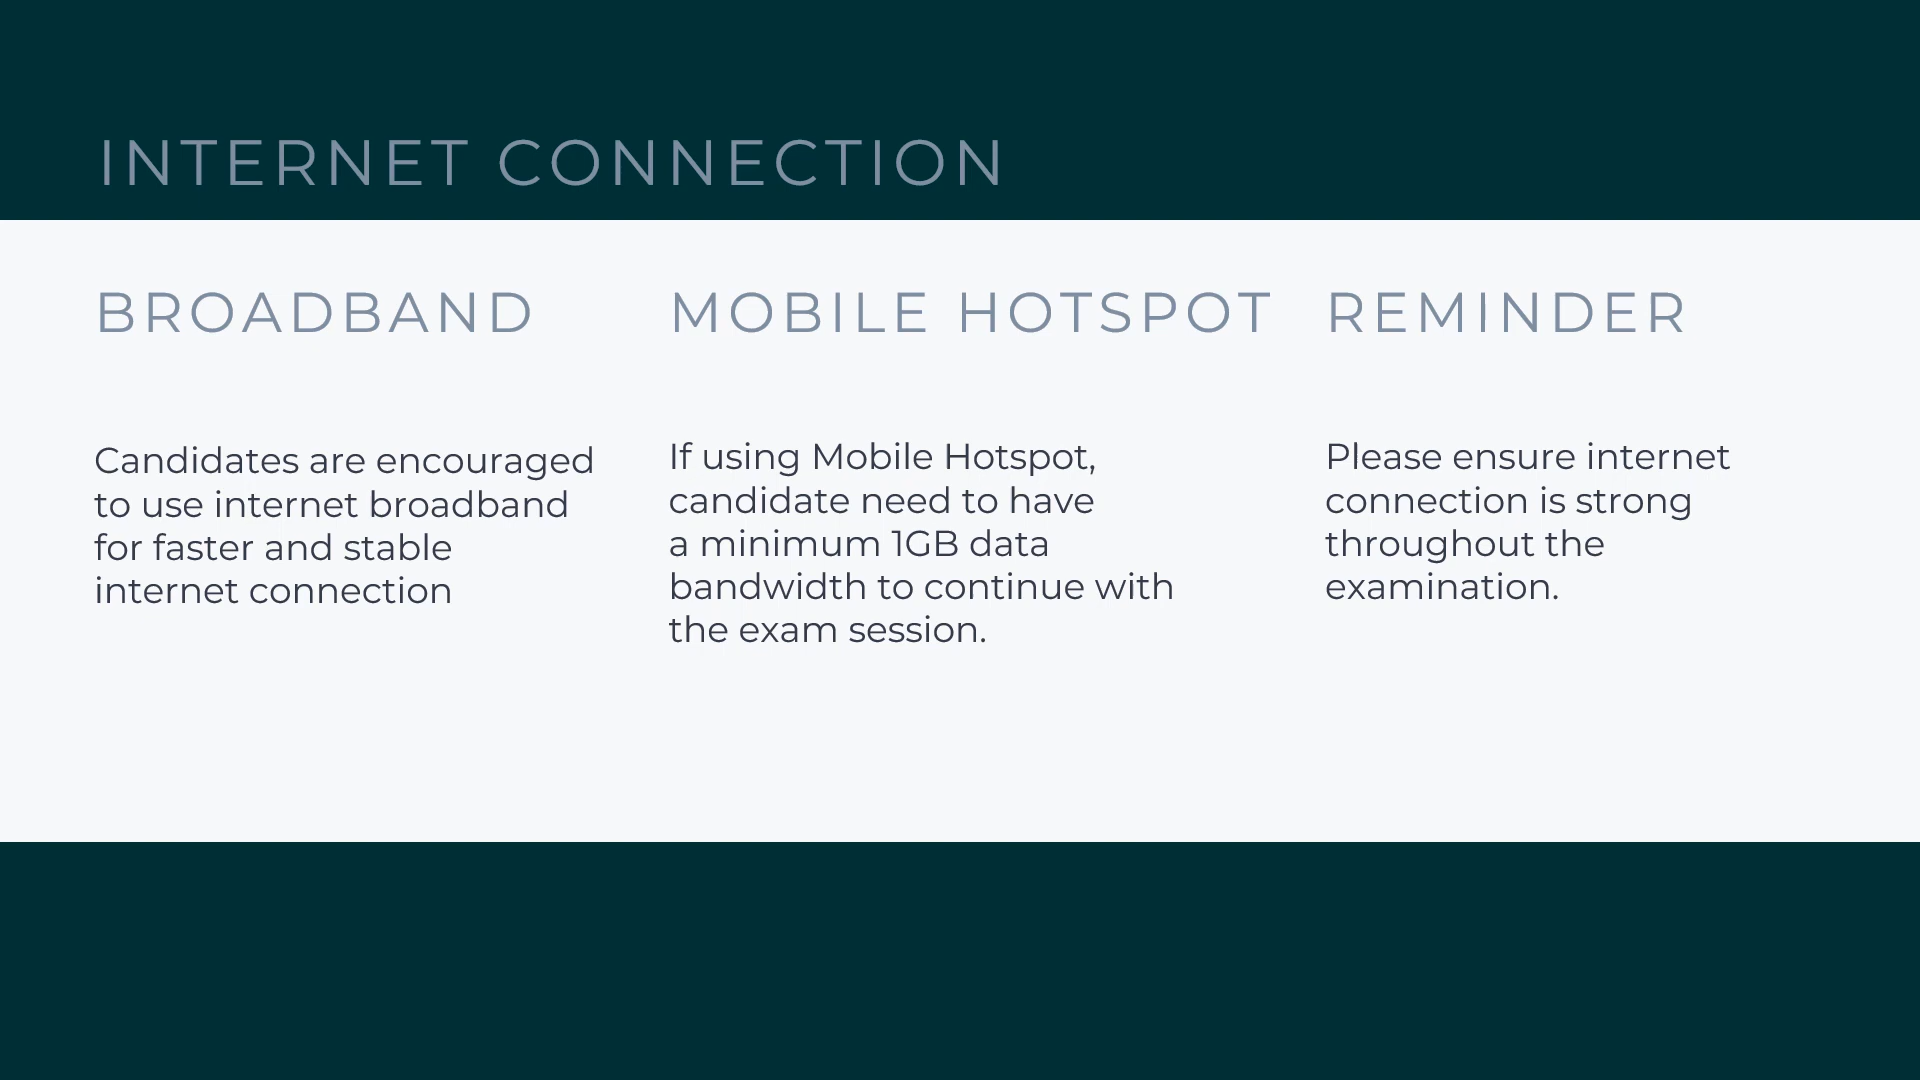 INTERNET CONNECTION
BROADBAND
Candidates are encouraged
to use internet broadband
for faster and stable
internet connection
MOBILE HOTSPOT
If using Mobile Hotspot,
candidate need to have
a minimum 1GB data
bandwidth to continue with
the exam session.
REMINDER
Please ensure internet
connection is strong
throughout the
examination.